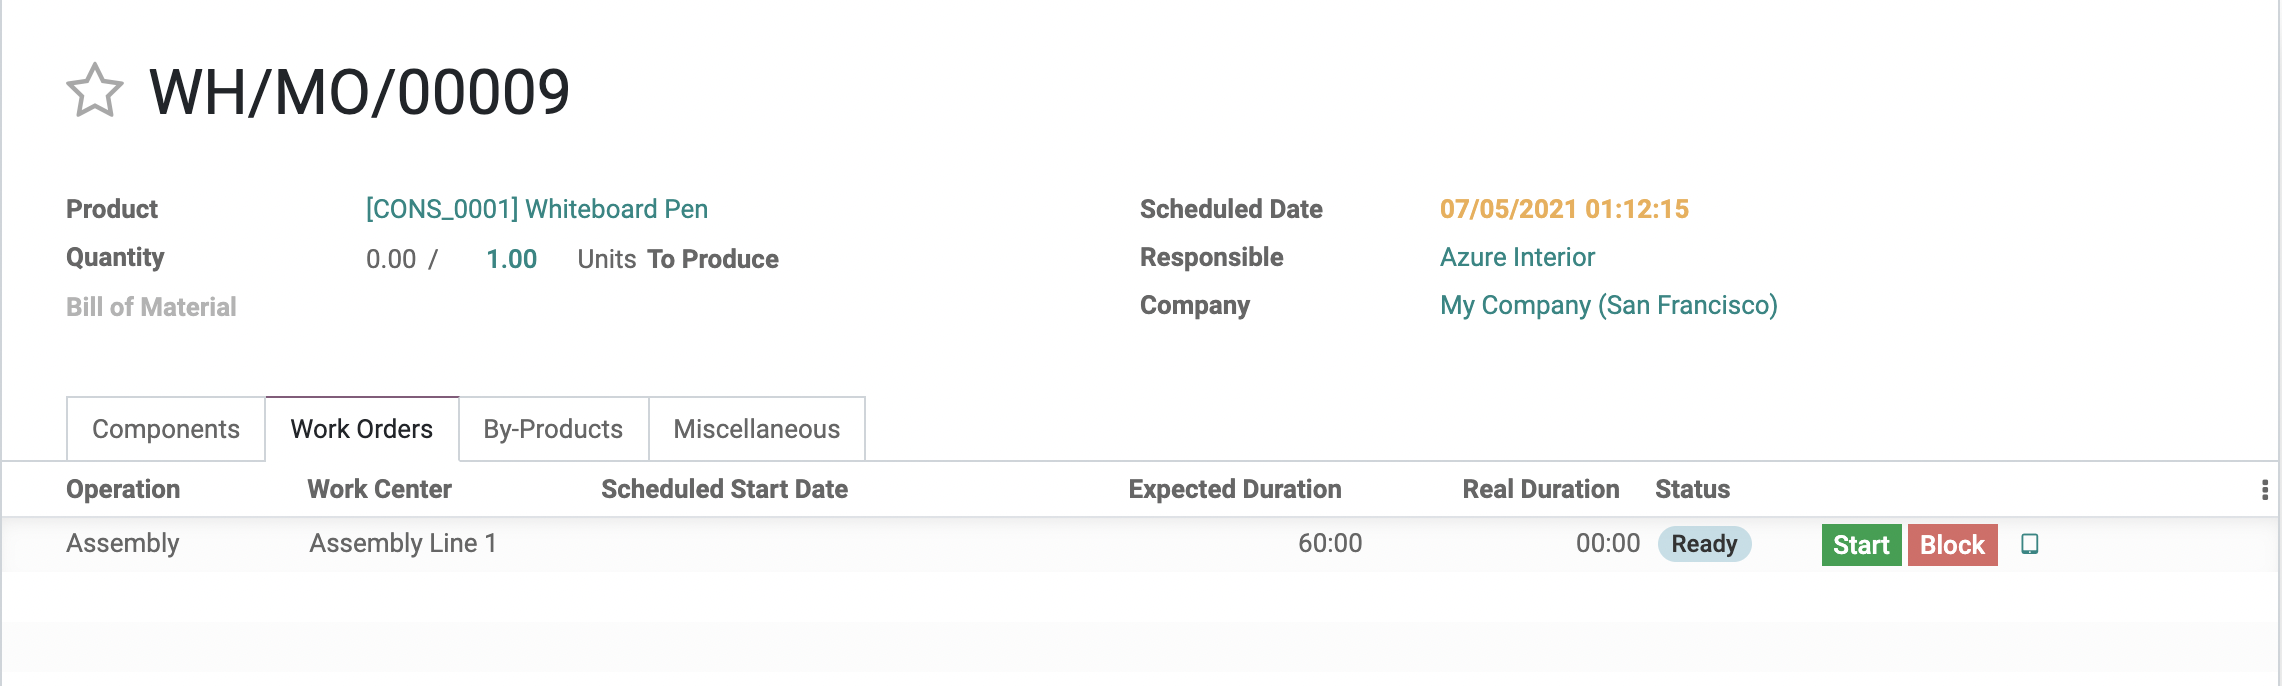 WH/MO/00009
Product [CONS_0001] Whiteboard Pen
Quantity 0.00 / 1.00 Units To Produce
Bill of Material
Scheduled Date 07/05/2021 01:12:15
Responsible Azure Interior
Company My Company (San Francisco)
Components Work Orders By-Products Miscellaneous
Operation Work Center Scheduled Start Date Expected Duration Real Duration Status
Assembly Assembly Line 1 60:00 00:00 Ready Start Block